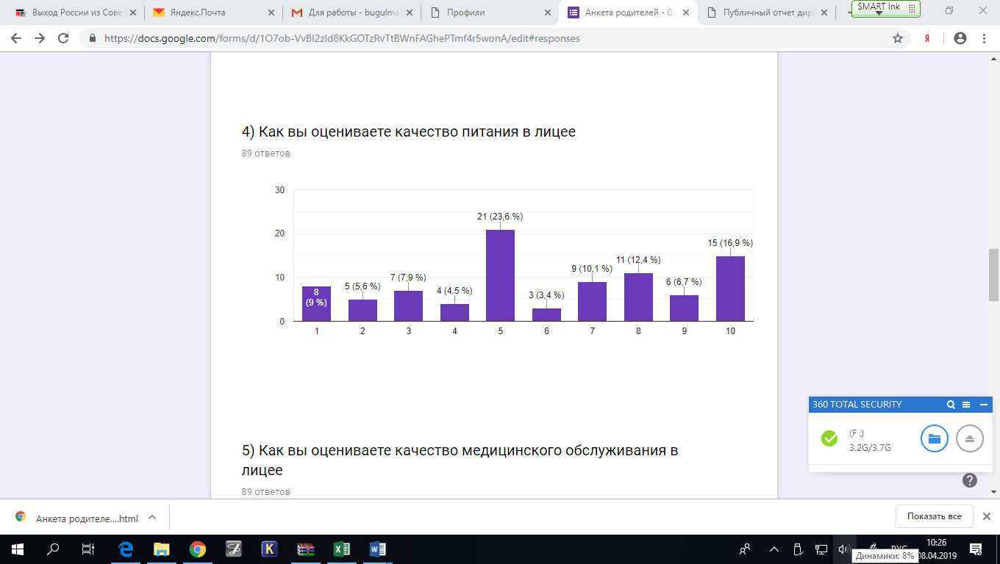 Выход России из Сове
Яндекс.Почта
Для работы - bugulma
Профили
Анкета родителей - Go
Публичный отчет дире
SMART Ink
https://docs.google.com/forms/d/1O7ob-VvBl2zld8KkGOTzRvTtBWnFAGhePTmf4r5wonA/edit#responses
Я
4) Как вы оцениваете качество питания в лицее
89 ответов
30
20
10
0
8
(9 %)
5 (5,6 %)
7 (7,9 %)
4 (4,5 %)
21 (23,6 %)
3 (3,4 %)
9 (10,1 %)
11 (12,4 %)
6 (6,7 %)
15 (16,9 %)
1 2 3 4 5 6 7 8 9 10
5) Как вы оцениваете качество медицинского обслуживания в
лицее
89 ответов
360 TOTAL SECURITY
(F :)
3.2G/3.7G
Анкета родителе....html
Показать все
10:26
08.04.2019
Динамики: 8%